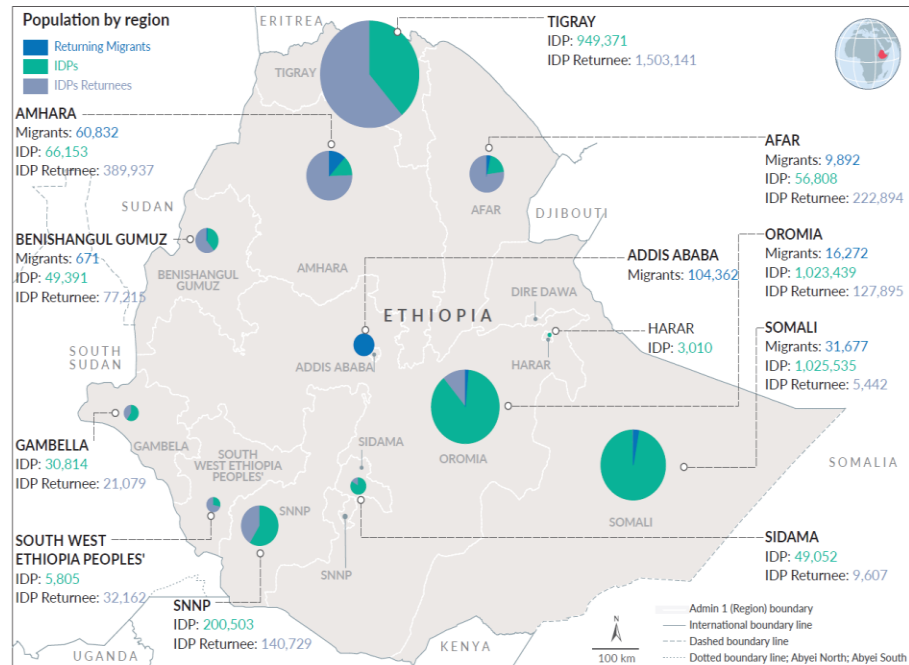 Population by region
Returning Migrants
IDPs
IDPs Returnees
ERITREA
TIGRAY
TIGRAY
IDP: 949,371
IDP Returnee: 1,503,141
AMHARA
Migrants: 60,832
IDP: 66,153
IDP Returnee: 389,937
AFAR
Migrants: 9,892
IDP: 56,808
IDP Returnee: 222,894
AFAR
SUDAN
DJIBOUTI
BENISHANGUL GUMUZ
Migrants: 671
IDP: 49,391
IDP Returnee: 77,215
BENISHANGUL
GUMUZ
AMHARA
ADDIS ABABA
Migrants: 104,362
OROMIA
Migrants: 16,272
IDP: 1,023,439
IDP Returnee: 127,895
DIRE DAWA
ETHIOPIA
HARAR
IDP: 3,010
SOMALI
Migrants: 31,677
IDP: 1,025,535
IDP Returnee: 5,442
SOUTH
SUDAN
ADDIS ABABA
HARAR
GAMBELLA
IDP: 30,814
IDP Returnee: 21,079
GAMBELA
SOUTH
WEST ETHIOPIA
PEOPLES'
SIDAMA
OROMIA
SOMALIA
SNNP
SOMALI
SOUTH WEST
ETHIOPIA PEOPLES'
IDP: 5,805
IDP Returnee: 32,162
SNNP
SIDAMA
IDP: 49,052
IDP Returnee: 9,607
SNNP
IDP: 200,503
IDP Returnee: 140,729
UGANDA
KENYA
N
100 km
Admin 1 (Region) boundary
International boundary line
Dashed boundary line
Dotted boundary line; Abyei North; Abyei South